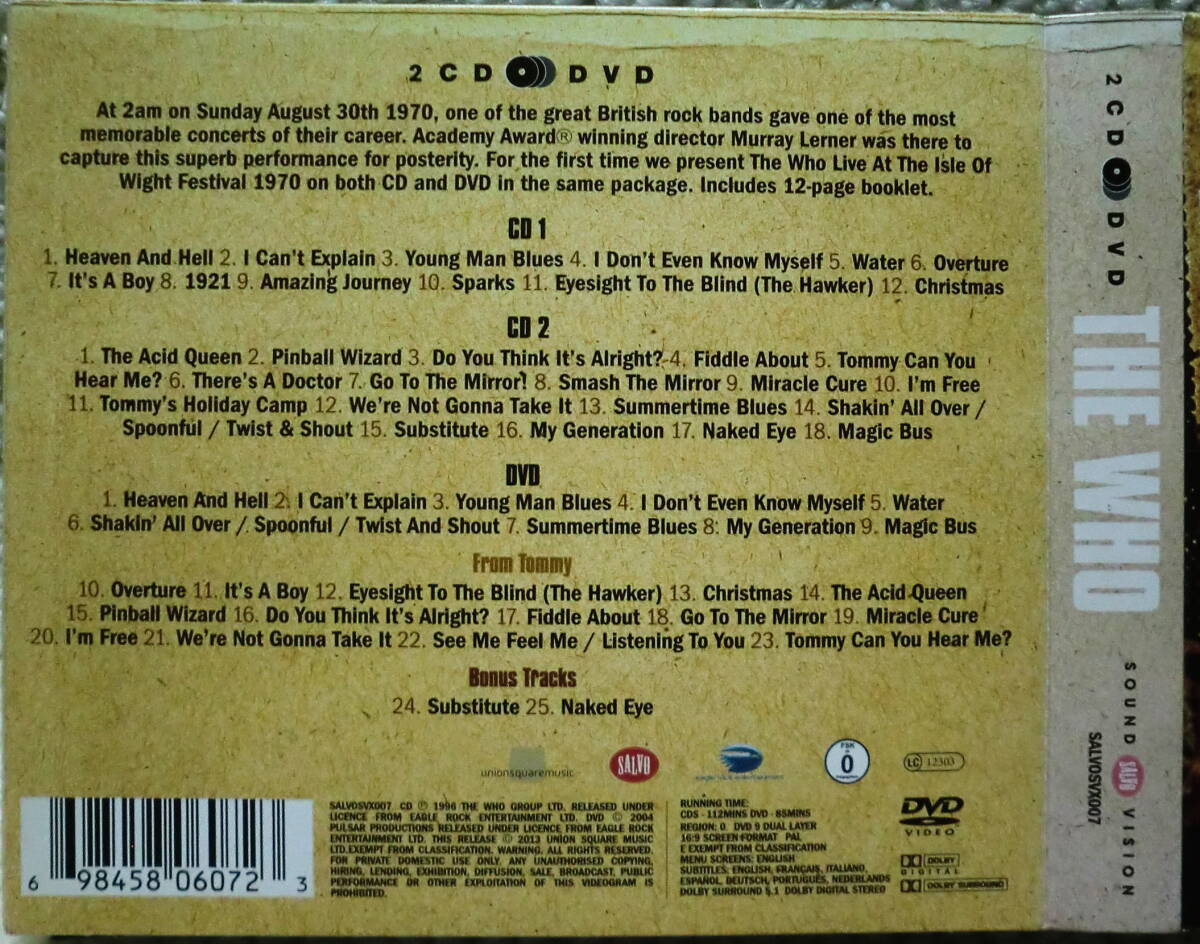 2 CD DVD
At 2am on Sunday August 30th 1970, one of the great British rock bands gave one of the most
memorable concerts of their career. Academy Award® winning director Murray Lerner was there to
capture this superb performance for posterity. For the first time we present The Who Live At The Isle Of
Wight Festival 1970 on both CD and DVD in the same package. Includes 12-page booklet.
CD 1
1. Heaven And Hell 2. I Can't Explain 3. Young Man Blues 4. I Don't Even Know Myself 5. Water 6. Overture
7. It's A Boy 8. 1921 9. Amazing Journey 10. Sparks 11. Eyesight To The Blind (The Hawker) 12. Christmas
CD 2
1. The Acid Queen 2. Pinball Wizard 3. Do You Think It's Alright? 4. Fiddle About 5. Tommy Can You
Hear Me? 6. There's A Doctor 7. Go To The Mirror! 8. Smash The Mirror 9. Miracle Cure 10. I'm Free
11. Tommy's Holiday Camp 12. We're Not Gonna Take It 13. Summertime Blues 14. Shakin' All Over /
Spoonful / Twist & Shout 15. Substitute 16. My Generation 17. Naked Eye 18. Magic Bus
DVD
1. Heaven And Hell 2. I Can't Explain 3. Young Man Blues 4. I Don't Even Know Myself 5. Water
6. Shakin' All Over / Spoonful / Twist And Shout 7. Summertime Blues 8. My Generation 9. Magic Bus
From Tommy
10. Overture 11. It's A Boy 12. Eyesight To The Blind (The Hawker) 13. Christmas 14. The Acid Queen
15. Pinball Wizard 16. Do You Think It's Alright? 17. Fiddle About 18. Go To The Mirror 19. Miracle Cure
20. I'm Free 21. We're Not Gonna Take It 22. See Me Feel Me / Listening To You 23. Tommy Can You Hear Me?
Bonus Tracks
24. Substitute 25. Naked Eye
unionsquaremusic
SALVO
FSK
0
LC 12303
6 98458 06072 3
SALVOSVX007 CD ℗ 1996 THE WHO GROUP LTD. RELEASED UNDER
LICENCE FROM EAGLE ROCK ENTERTAINMENT LTD. DVD © 2004
PULSAR PRODUCTIONS RELEASED UNDER LICENCE FROM EAGLE ROCK
ENTERTAINMENT LTD. THIS RELEASE © 2012 UNION SQUARE MUSIC
LTD.EXEMPT FROM CLASSIFICATION. WARNING. ALL RIGHTS RESERVED.
FOR PRIVATE DOMESTIC USE ONLY. ANY UNAUTHORISED COPYING,
HIRING, LENDING, EXHIBITION, DIFFUSION, SALE, BROADCAST, PUBLIC
PERFORMANCE OR OTHER EXPLOITATION OF THIS VIDEOGRAM IS
PROHIBITED.
RUNNING TIME:
CDS - 112MINS DVD - 85MINS
REGION: 0 DVD 9 DUAL LAYER
16:9 SCREEN FORMAT PAL
E EXEMPT FROM CLASSIFICATION
MENU SCREENS: ENGLISH
SUBTITLES: ENGLISH, FRANÇAIS, ITALIANO,
ESPAÑOL, DEUTSCH, PORTUGUÊS, NEDERLANDS
DOLBY SURROUND 5.1 DOLBY DIGITAL STEREO
DVD
VIDEO
DOLBY
DIGITAL
DOLBY SURROUND
2 CD DVD
THE WHO
SOUND SALVO VISION
SALVOSVX007